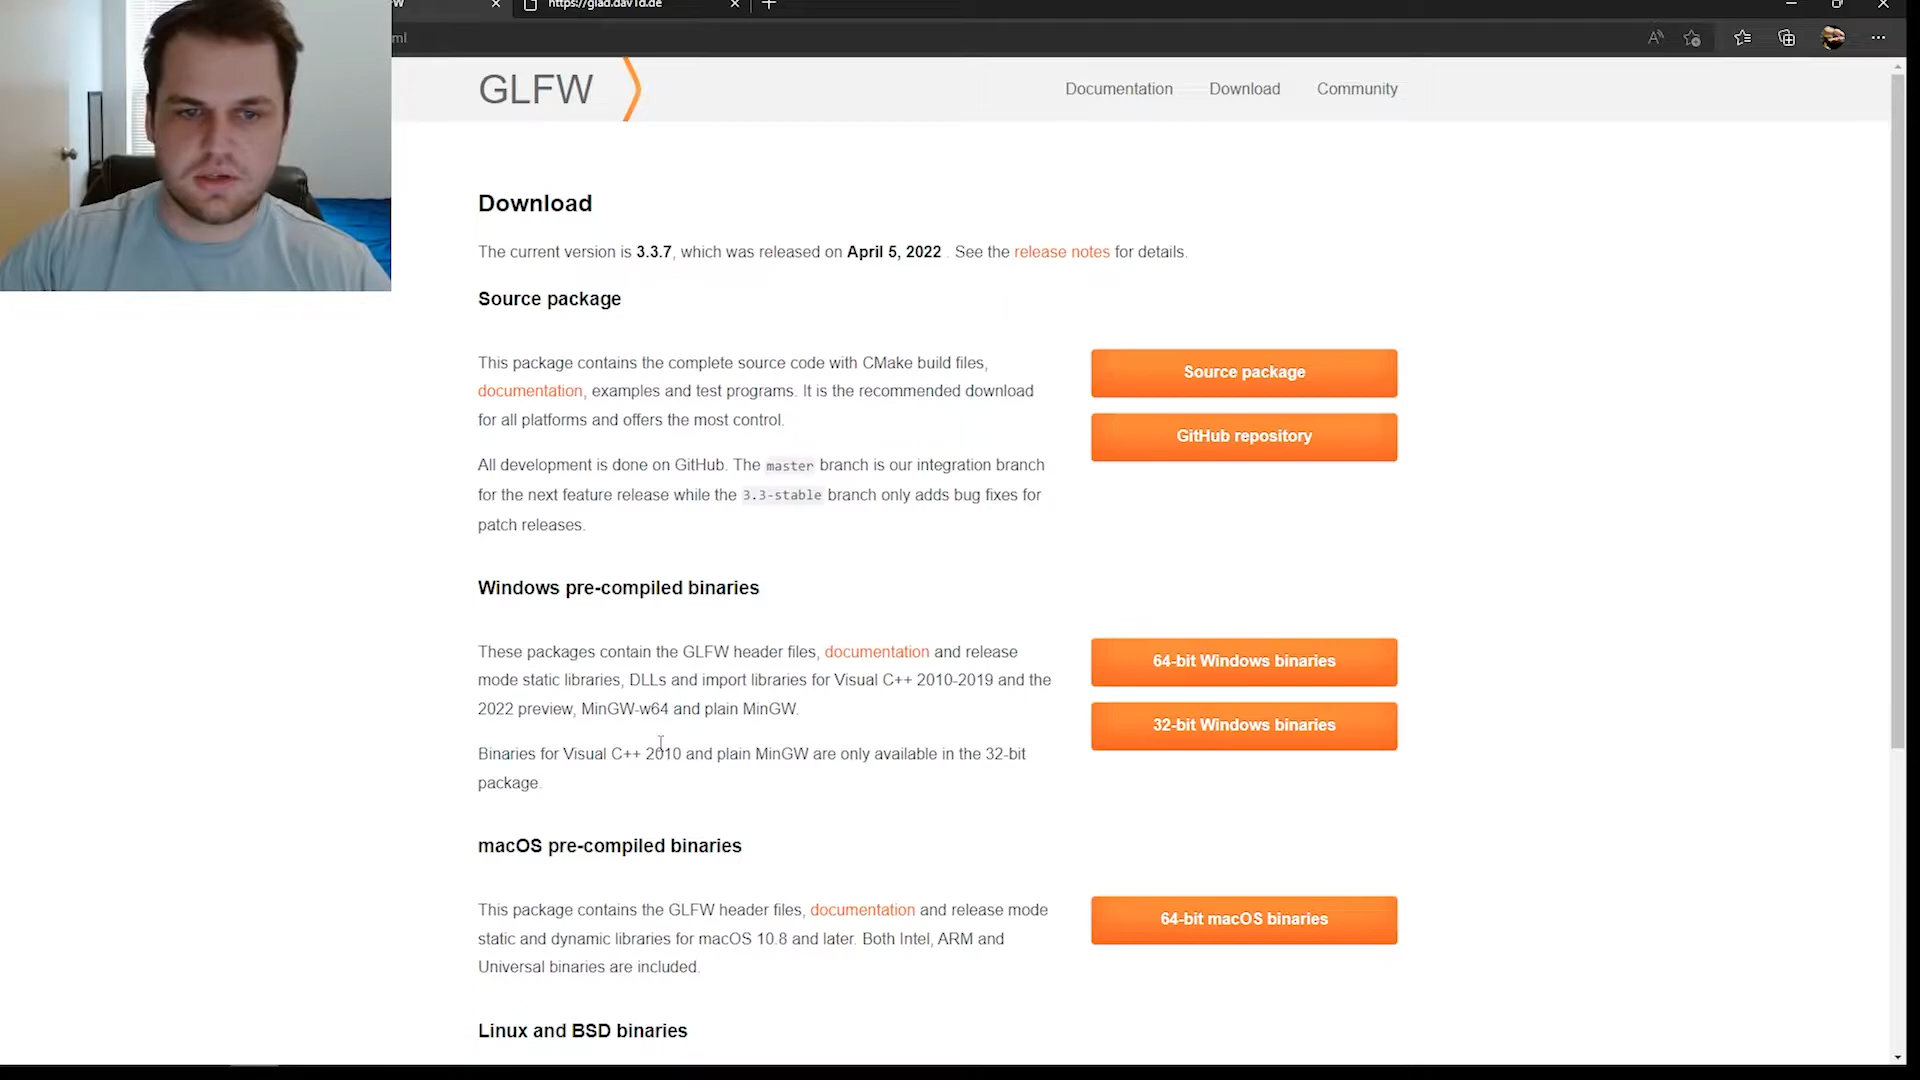 https://glad.dav1d.de
ml
GLFW
Documentation
Download
Community
Download
The current version is 3.3.7, which was released on April 5, 2022 . See the release notes for details.
Source package
This package contains the complete source code with CMake build files,
documentation, examples and test programs. It is the recommended download
for all platforms and offers the most control.
Source package
GitHub repository
All development is done on GitHub. The master branch is our integration branch
for the next feature release while the 3.3-stable branch only adds bug fixes for
patch releases.
Windows pre-compiled binaries
These packages contain the GLFW header files, documentation and release
mode static libraries, DLLs and import libraries for Visual C++ 2010-2019 and the
2022 preview, MinGW-w64 and plain MinGW.
64-bit Windows binaries
32-bit Windows binaries
Binaries for Visual C++ 2010 and plain MinGW are only available in the 32-bit
package.
macOS pre-compiled binaries
This package contains the GLFW header files, documentation and release mode
static and dynamic libraries for macOS 10.8 and later. Both Intel, ARM and
Universal binaries are included.
64-bit macOS binaries
Linux and BSD binaries